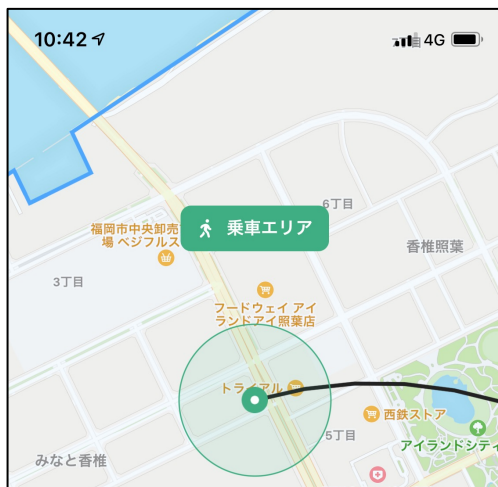 10:42
4G
6丁目
乗車エリア
福岡市中央卸売
場 ベジフルス
香椎照葉
3丁目
フードウェイ アイ
ランドアイ照葉店
トライアル
西鉄ストア
5丁目
アイランドシティ
みなと香椎